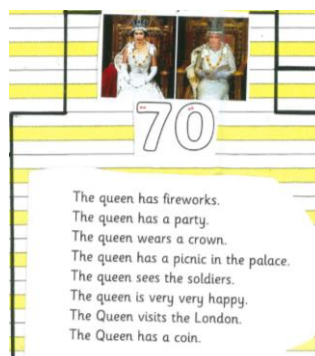 70
The queen has fireworks.
The queen has a party.
The queen wears a crown.
The queen has a picnic in the palace.
The queen sees the soldiers.
The queen is very very happy.
The Queen visits the London.
The Queen has a coin.